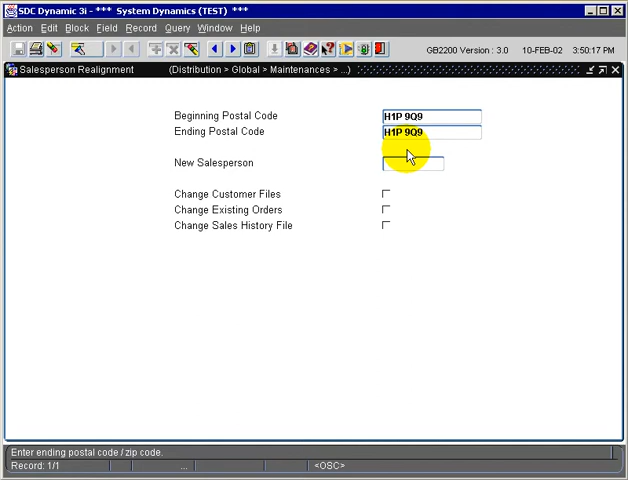 SDC Dynamic 3i - *** System Dynamics (TEST) ***
Action Edit Block Field Record Query Window Help
GB2200 Version : 3.0 10-FEB-02 3:50:17 PM
Salesperson Realignment (Distribution > Global > Maintenances > ...)
Beginning Postal Code H1P 9Q9
Ending Postal Code H1P 9Q9
New Salesperson
Change Customer Files
Change Existing Orders
Change Sales History File
Enter ending postal code / zip code.
Record: 1/1 ... <OSC>